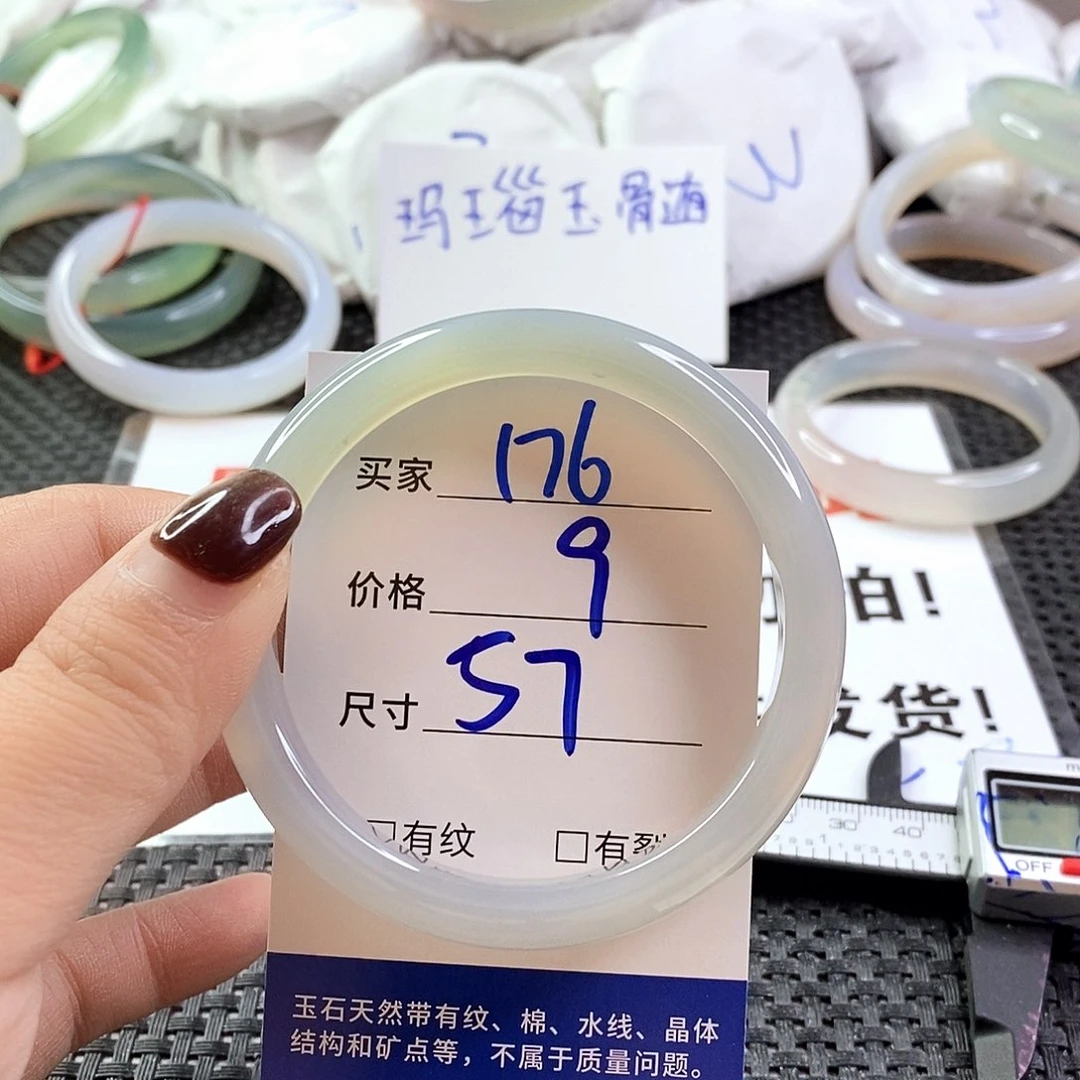 玛瑙玉骨髓
买家 176
价格 9
尺寸 57
拍!
发货!
□有纹 □有裂
30 40
OFF
玉石天然带有纹、棉、水线、晶体
结构和矿点等，不属于质量问题。